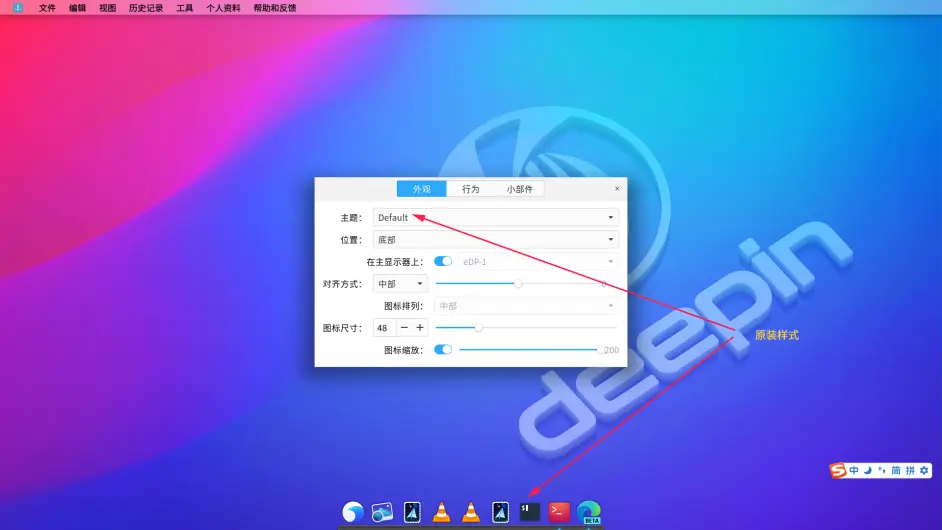 文件 编辑 视图 历史记录 工具 个人资料 帮助和反馈
外观 行为 小部件 ×
主题： Default
位置： 底部
在主显示器上： eDP-1
对齐方式： 中部 0
图标排列： 中部
图标尺寸： 48 − +
图标缩放： 200
原装样式
deepin
S 中 °, 简 拼
$I >_ BETA